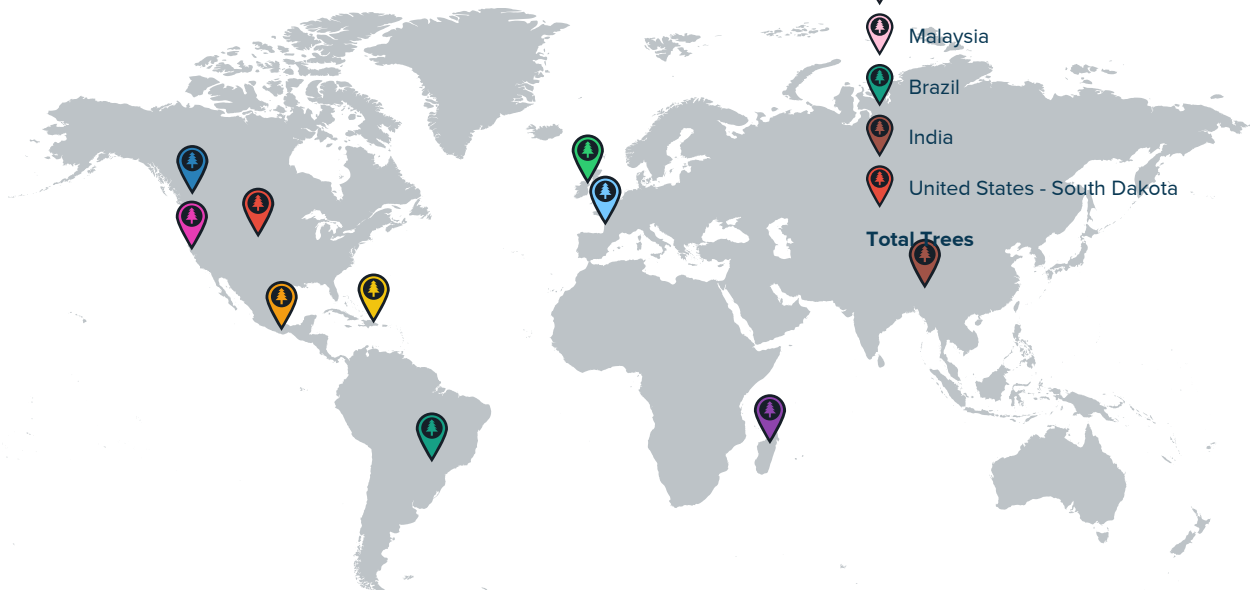 Malaysia
Brazil
India
United States - South Dakota
Total Trees